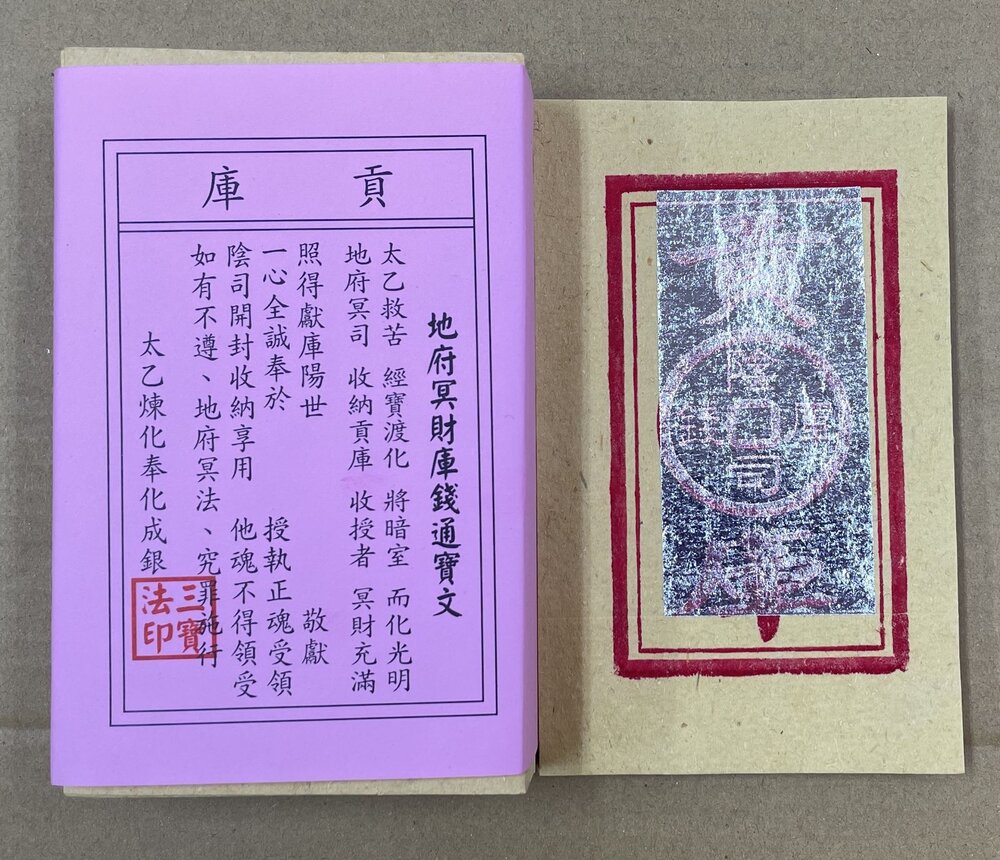 貢庫
地府冥財庫錢通寶文
太乙救苦 經寶渡化 將暗室 而化光明
地府冥司 收納貢庫 收授者 冥財充滿
照得獻庫陽世 敬獻
一心全誠奉於 授執正魂受領
陰司開封收納享用 他魂不得領受
如有不遵、地府冥法、究罪施行
太乙煉化奉化成銀
三寶
法印
陰司
庫